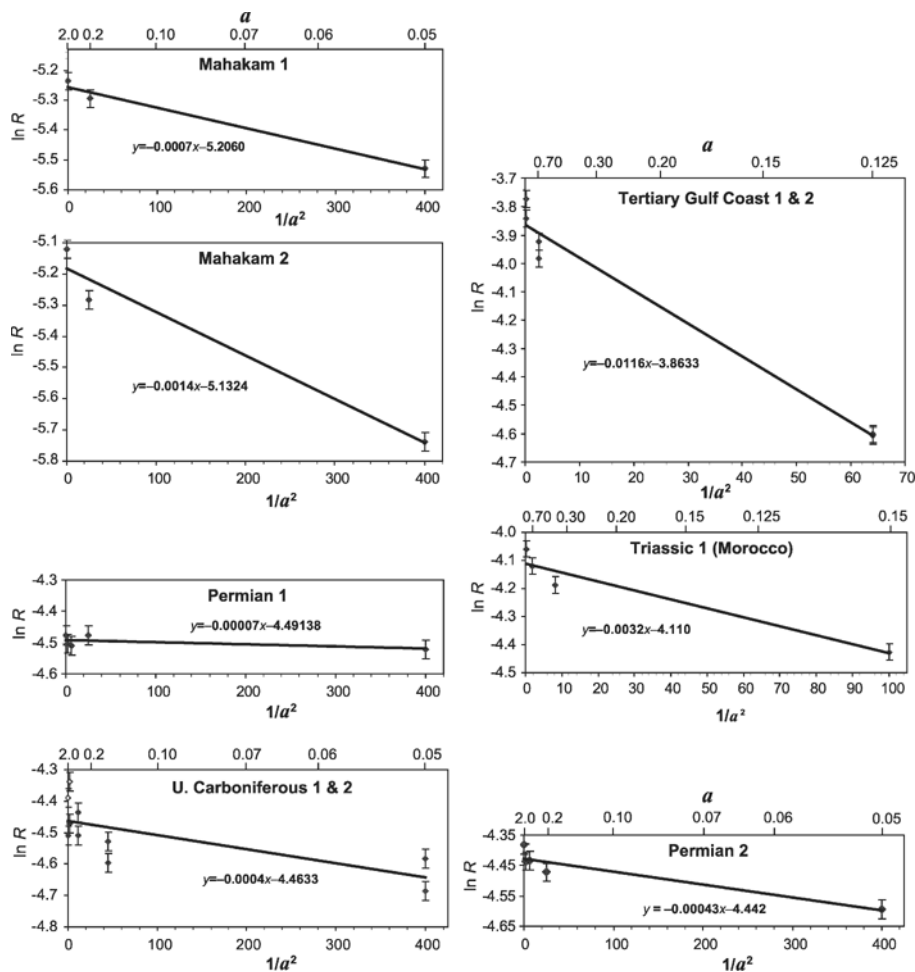 a
2.0 0.2 0.10 0.07 0.06 0.05
Mahakam 1
ln R
-5.2
-5.3
-5.4
-5.5
-5.6
y=–0.0007x–5.2060
0 100 200 300 400
1/a²
Mahakam 2
ln R
-5.1
-5.2
-5.3
-5.4
-5.5
-5.6
-5.7
-5.8
y=–0.0014x–5.1324
0 100 200 300 400
1/a²
Permian 1
ln R
-4.3
-4.4
-4.5
-4.6
y=–0.00007x–4.49138
0 100 200 300 400
1/a²
2.0 0.2 0.10 0.07 0.06 0.05
U. Carboniferous 1 & 2
ln R
-4.3
-4.4
-4.5
-4.6
-4.7
-4.8
y=–0.0004x–4.4633
0 100 200 300 400
1/a²
a
0.70 0.30 0.20 0.15 0.125
Tertiary Gulf Coast 1 & 2
ln R
-3.7
-3.8
-3.9
-4.0
-4.1
-4.2
-4.3
-4.4
-4.5
-4.6
-4.7
y=–0.0116x–3.8633
0 10 20 30 40 50 60 70
1/a²
0.70 0.30 0.20 0.15 0.125 0.15
Triassic 1 (Morocco)
ln R
-4.0
-4.1
-4.2
-4.3
-4.4
-4.5
y=–0.0032x–4.110
0 10 20 30 40 50 60 70 80 90 100
1/a²
a
2.0 0.2 0.10 0.07 0.06 0.05
Permian 2
ln R
-4.35
-4.45
-4.55
-4.65
y = –0.00043x–4.442
0 100 200 300 400
1/a²